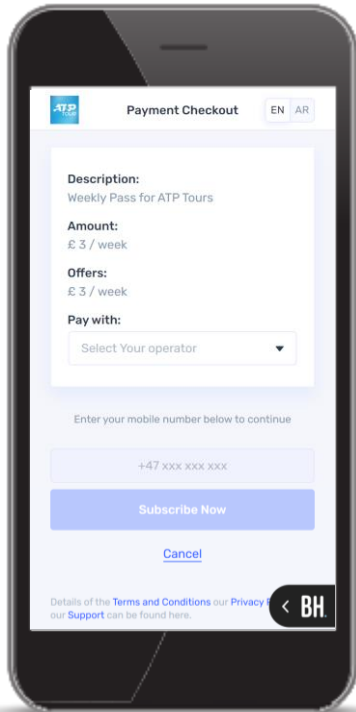 ATP
TOUR
Payment Checkout
EN AR
Description:
Weekly Pass for ATP Tours
Amount:
£ 3 / week
Offers:
£ 3 / week
Pay with:
Select Your operator
Enter your mobile number below to continue
+47 xxx xxx xxx
Subscribe Now
Cancel
Details of the Terms and Conditions our Privacy
our Support can be found here.
< BH.